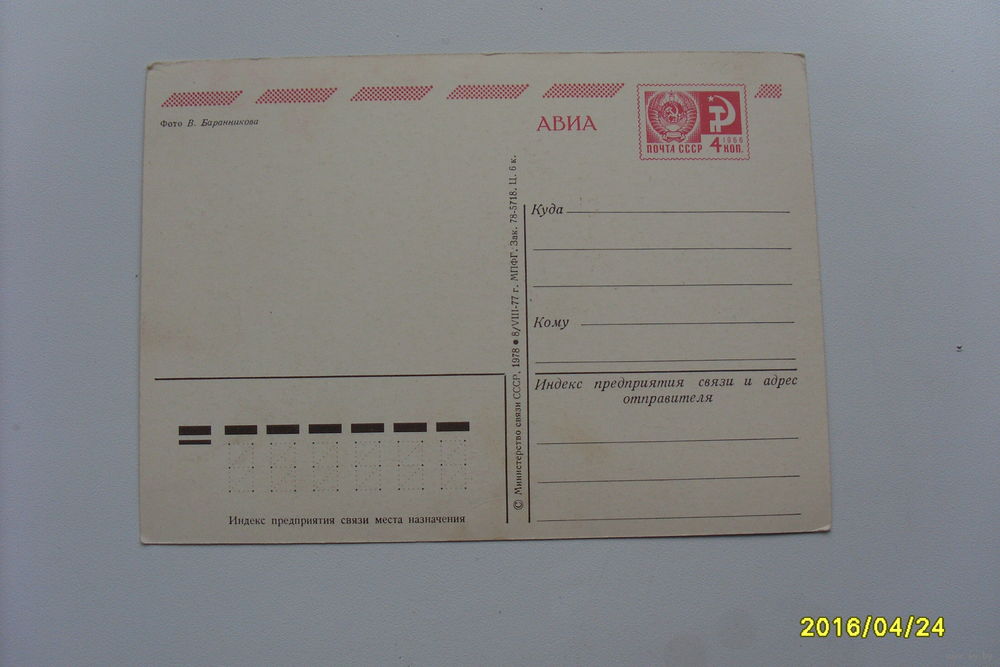 Фото В. Баранникова
АВИА
ПОЧТА СССР
1966
4 КОП.
© Министерство связи СССР, 1978 • 8/VIII-77 г. МПФГ. Зак. 78-5718. Ц. 6 к.
Куда
Кому
Индекс предприятия связи и адрес
отправителя
Индекс предприятия связи места назначения
2016/04/24